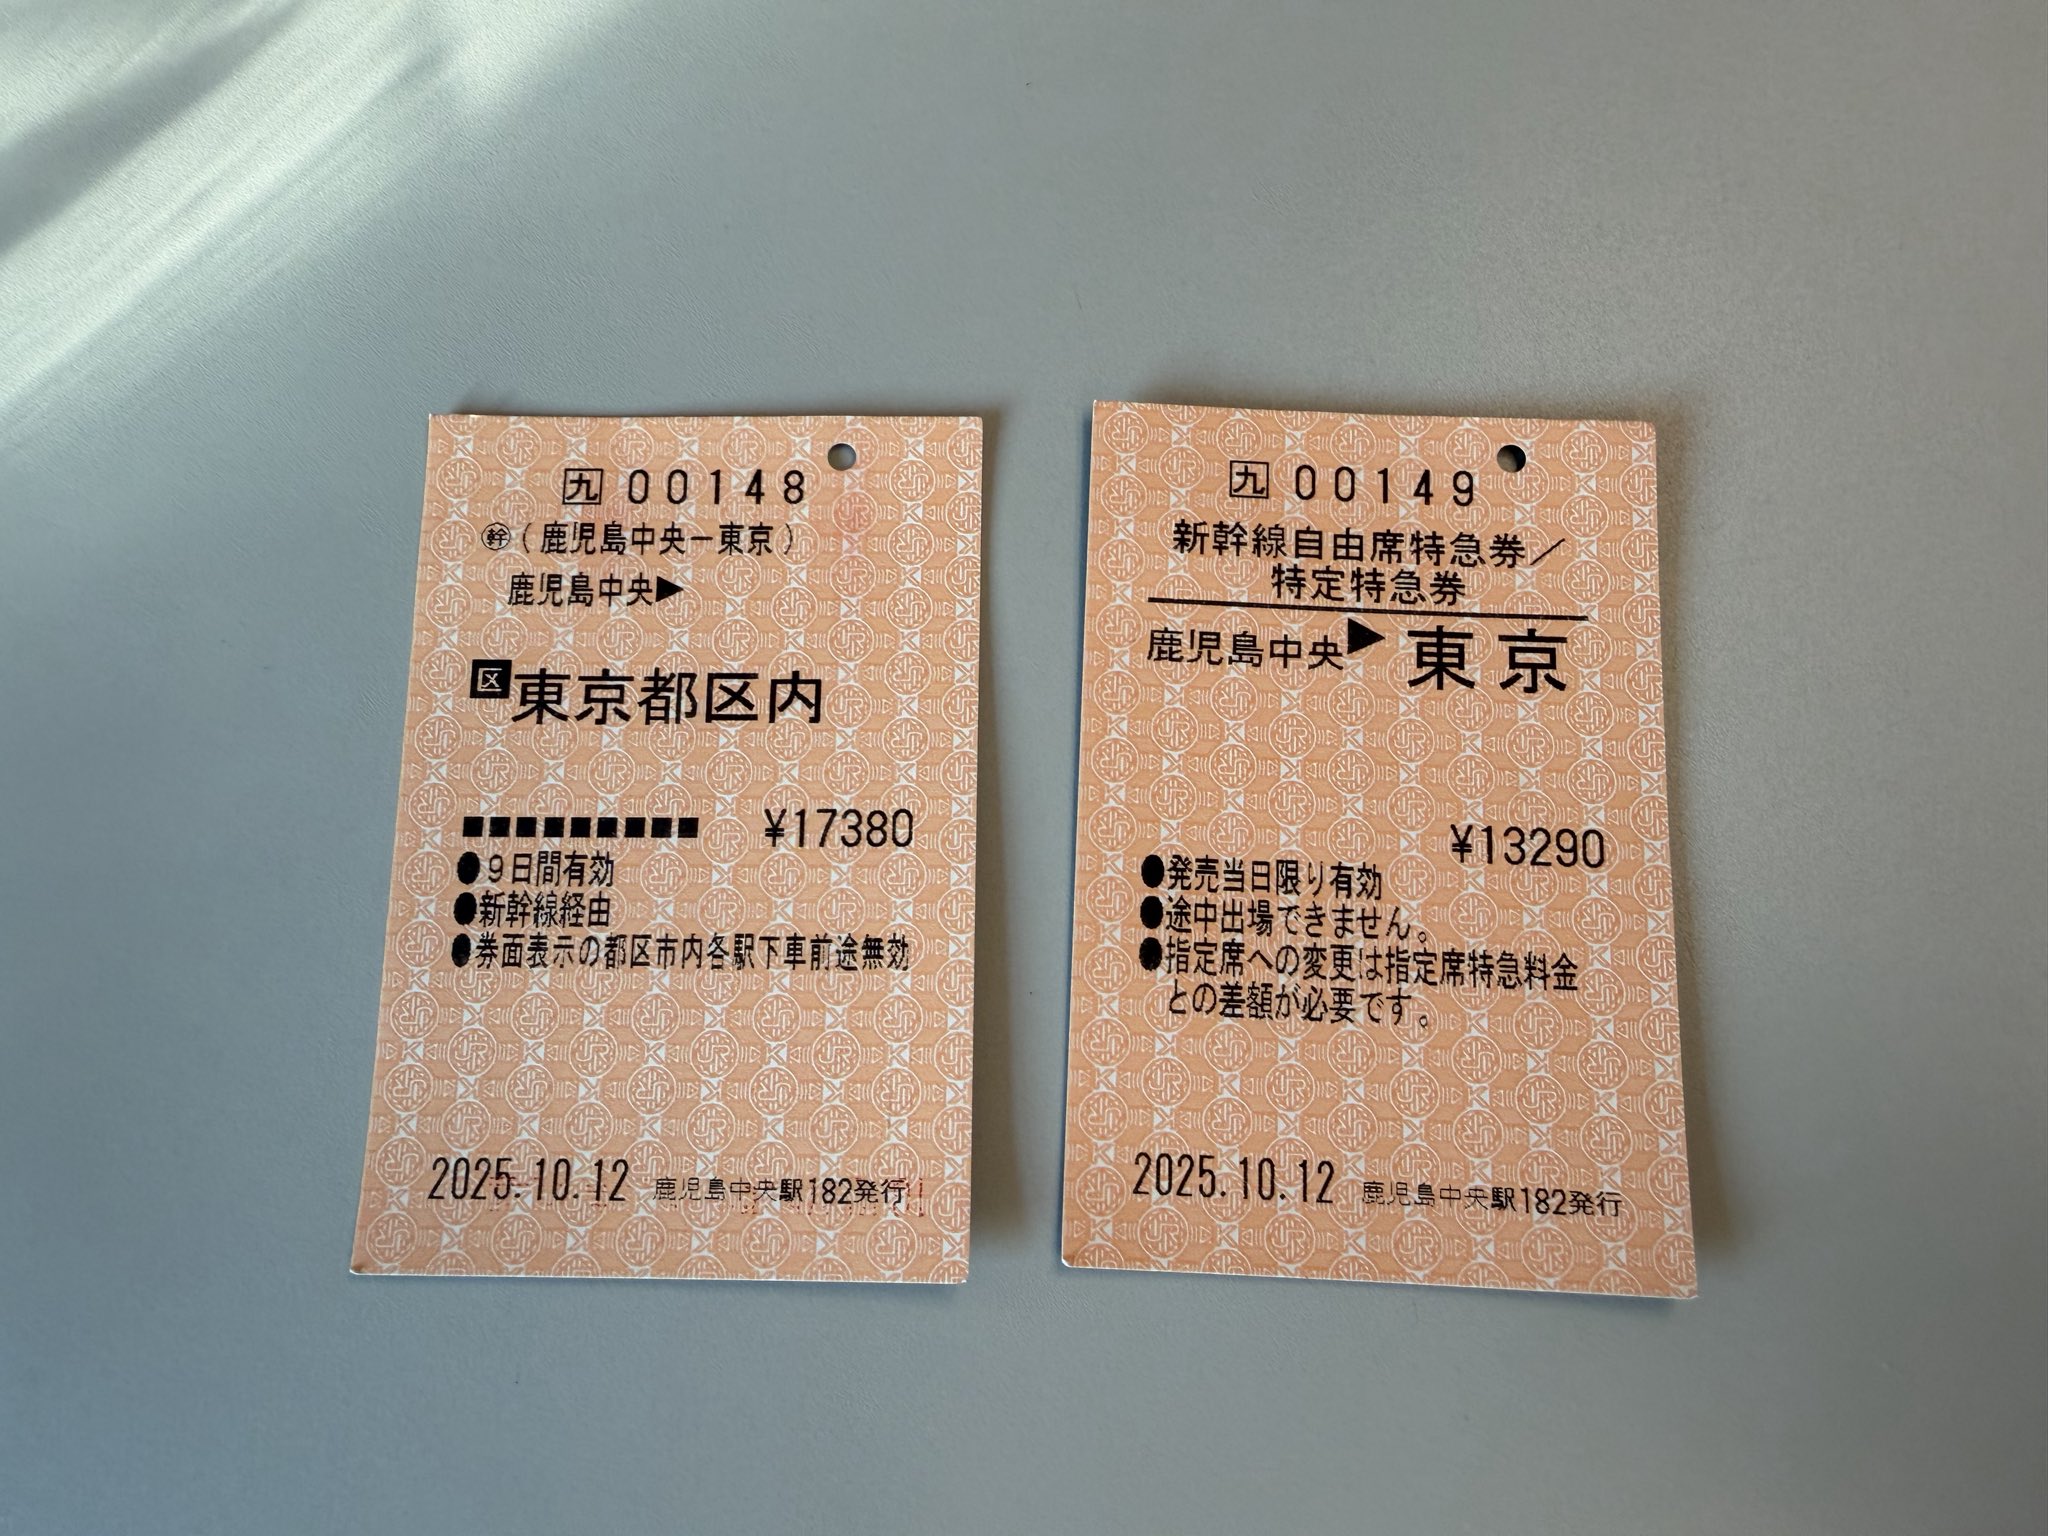 九 00148
幹(鹿児島中央ー東京)
鹿児島中央▶
区東京都区内
■■■■■■■■■ ¥17380
●9日間有効
●新幹線経由
●券面表示の都区市内各駅下車前途無効
2025.10.12 鹿児島中央駅182発行
九 00149
新幹線自由席特急券／
特定特急券
鹿児島中央▶東京
¥13290
●発売当日限り有効
●途中出場できません。
●指定席への変更は指定席特急料金
との差額が必要です。
2025.10.12 鹿児島中央駅182発行